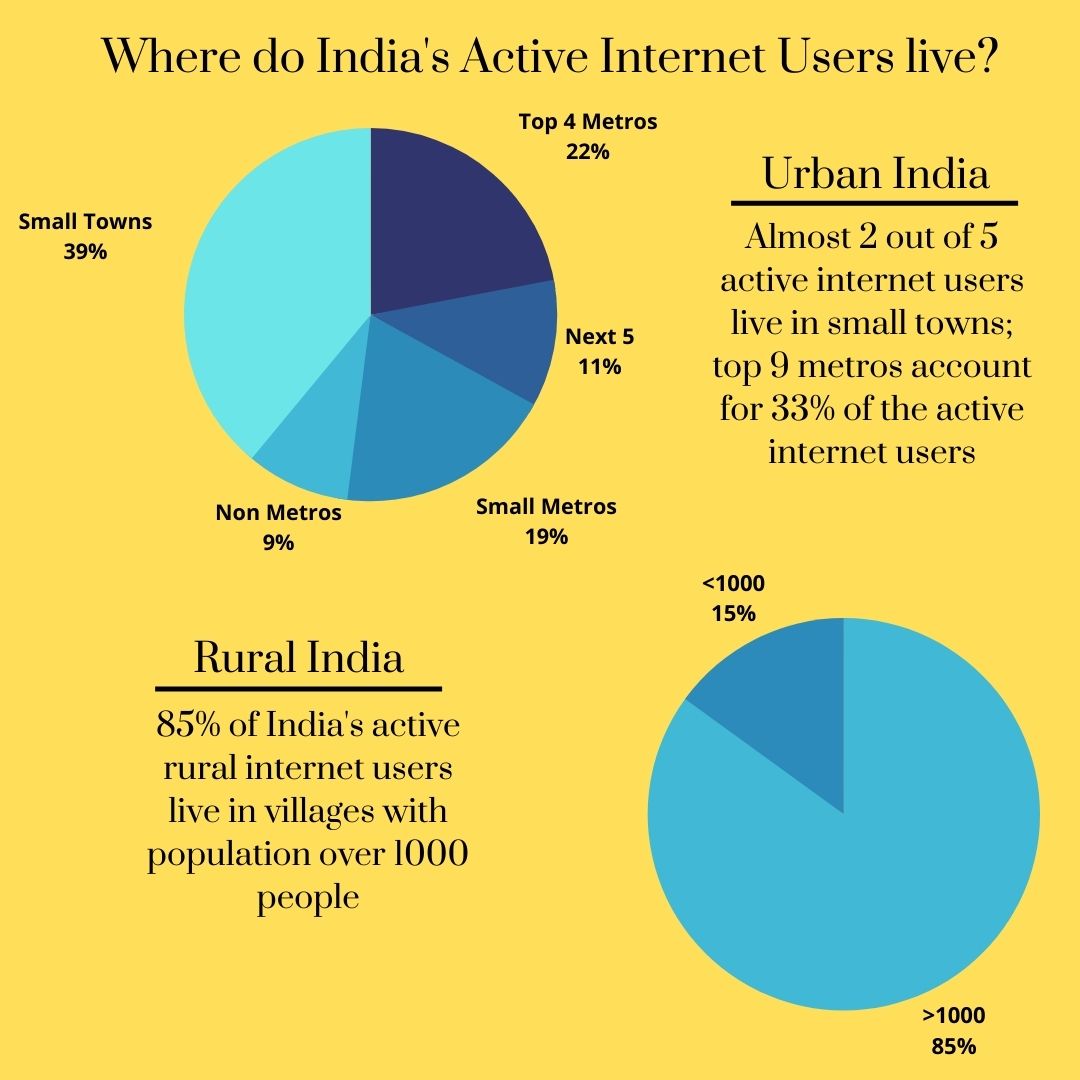 Where do India's Active Internet Users live?
Top 4 Metros
22%
Small Towns
39%
Next 5
11%
Non Metros
9%
Small Metros
19%
Urban India
Almost 2 out of 5
active internet users
live in small towns;
top 9 metros account
for 33% of the active
internet users
Rural India
85% of India's active
rural internet users
live in villages with
population over 1000
people
<1000
15%
>1000
85%